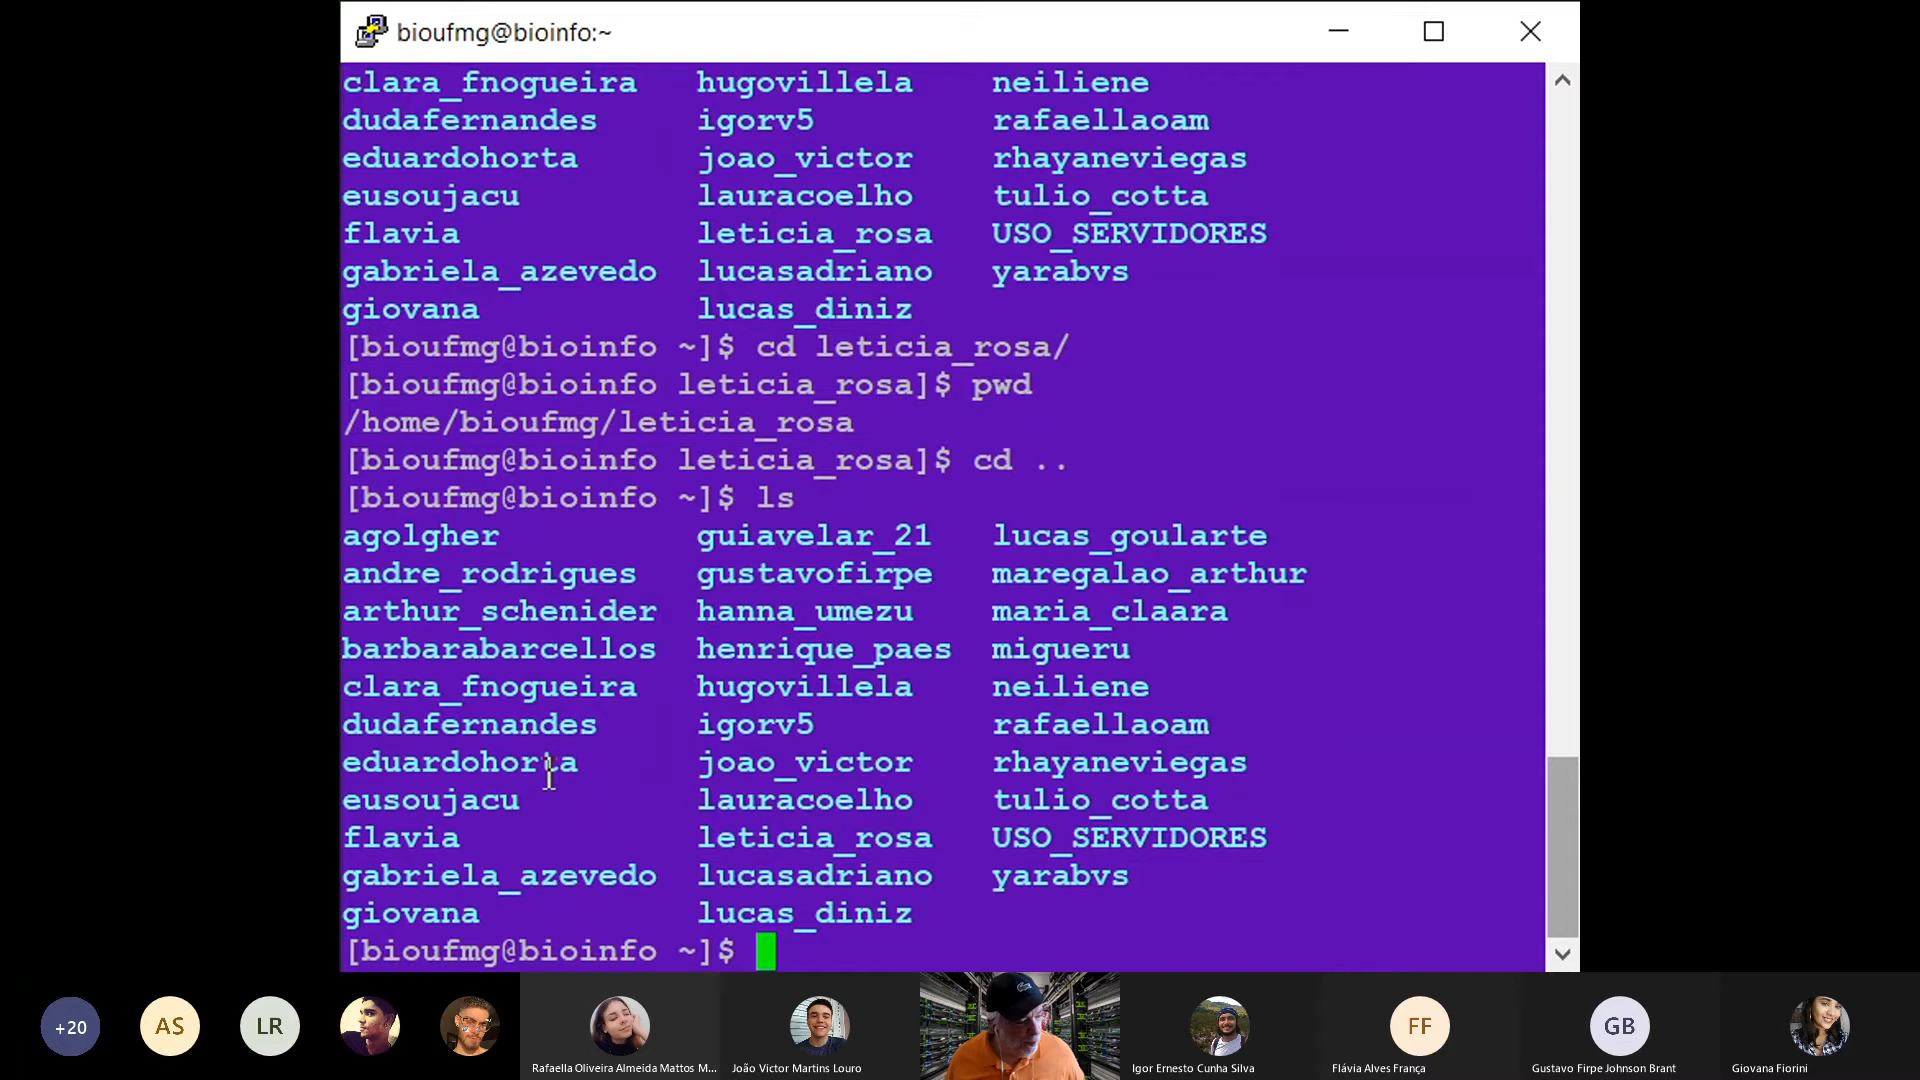 bioufmg@bioinfo:~
clara_fnogueira hugovillela neiliene
dudafernandes igorv5 rafaellaoam
eduardohorta joao_victor rhayaneviegas
eusoujacu lauracoelho tulio_cotta
flavia leticia_rosa USO_SERVIDORES
gabriela_azevedo lucasadriano yarabvs
giovana lucas_diniz
[bioufmg@bioinfo ~]$ cd leticia_rosa/
[bioufmg@bioinfo leticia_rosa]$ pwd
/home/bioufmg/leticia_rosa
[bioufmg@bioinfo leticia_rosa]$ cd ..
[bioufmg@bioinfo ~]$ ls
agolgher guiavelar_21 lucas_goularte
andre_rodrigues gustavofirpe maregalao_arthur
arthur_schenider hanna_umezu maria_claara
barbarabarcellos henrique_paes migueru
clara_fnogueira hugovillela neiliene
dudafernandes igorv5 rafaellaoam
eduardohorta joao_victor rhayaneviegas
eusoujacu lauracoelho tulio_cotta
flavia leticia_rosa USO_SERVIDORES
gabriela_azevedo lucasadriano yarabvs
giovana lucas_diniz
[bioufmg@bioinfo ~]$
+20 AS LR FF GB
Rafaella Oliveira Almeida Mattos M... João Victor Martins Louro Igor Ernesto Cunha Silva Flávia Alves França Gustavo Firpe Johnson Brant Giovana Fiorini